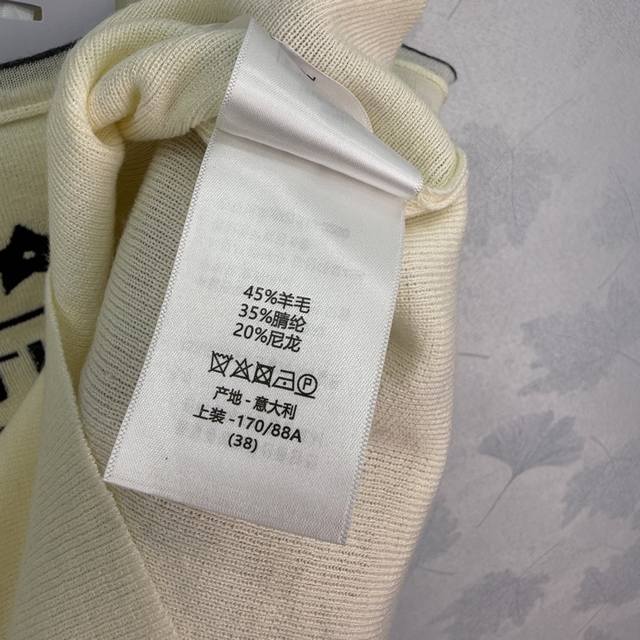 45%羊毛
35%腈纶
20%尼龙
P
产地 - 意大利
上装 -170/88A
(38)